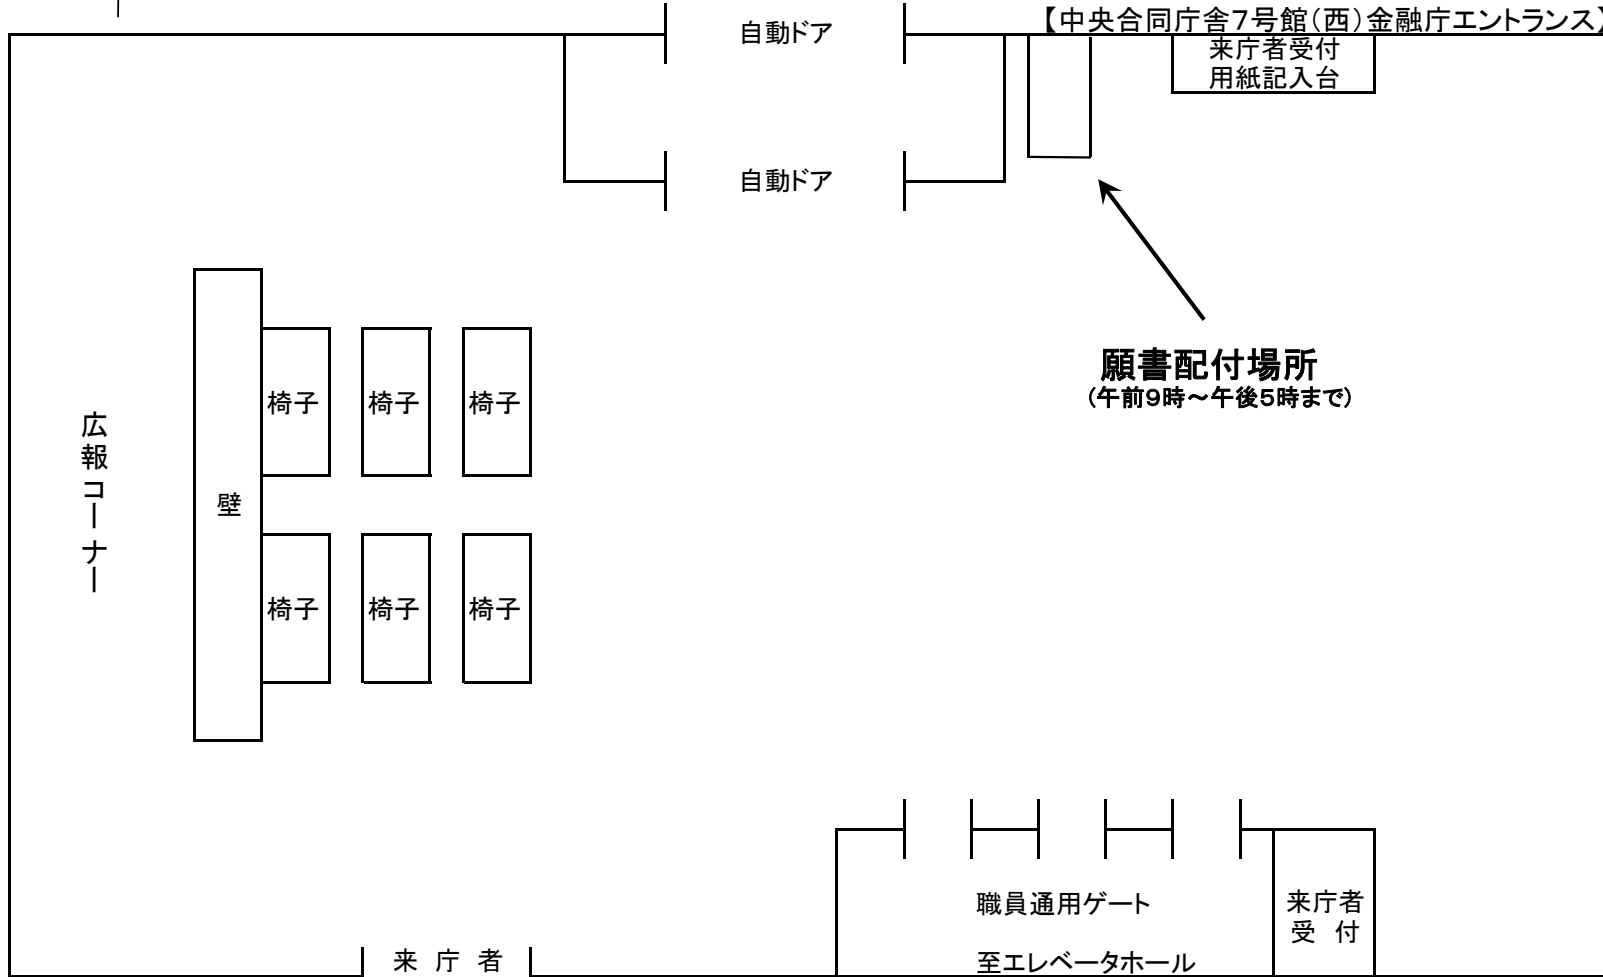 【中央合同庁舎7号館（西）金融庁エントランス】
自動ドア
来庁者受付
用紙記入台
自動ドア
願書配付場所
（午前9時～午後5時まで）
広報コーナー
壁
椅子
椅子
椅子
椅子
椅子
椅子
職員通用ゲート
至エレベータホール
来庁者
受 付
来 庁 者